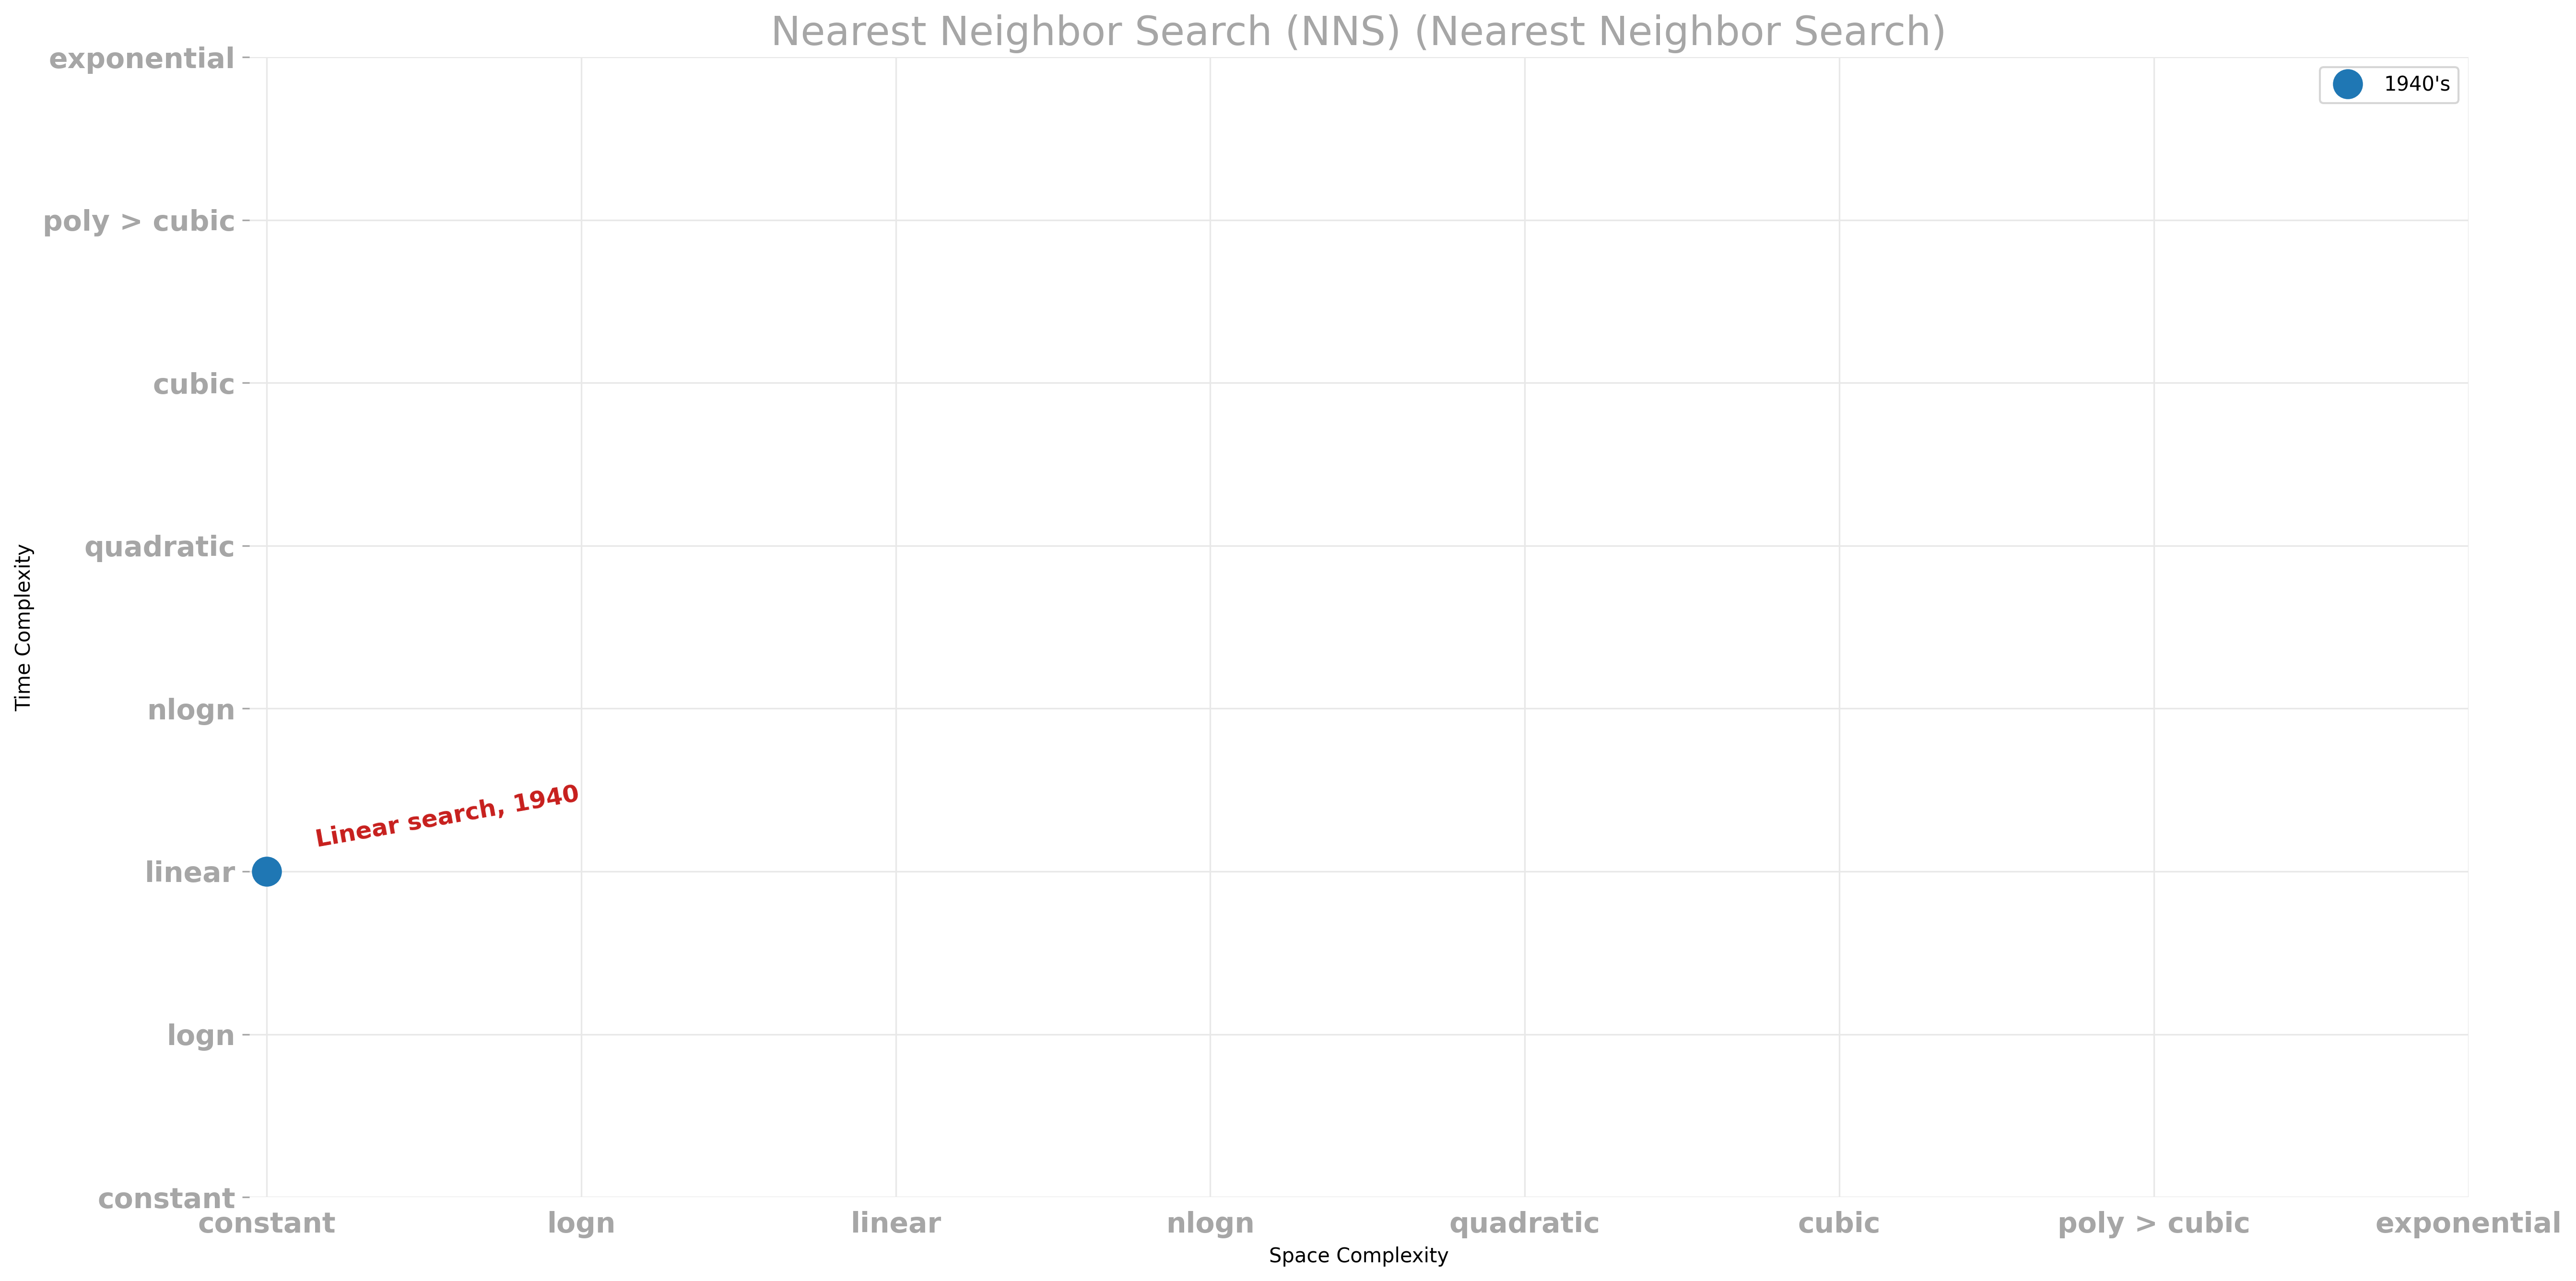 Nearest Neighbor Search (NNS) (Nearest Neighbor Search)
1940's
exponential
poly > cubic
cubic
quadratic
nlogn
linear
logn
constant
Time Complexity
Linear search, 1940
constant
logn
linear
nlogn
quadratic
cubic
poly > cubic
exponential
Space Complexity